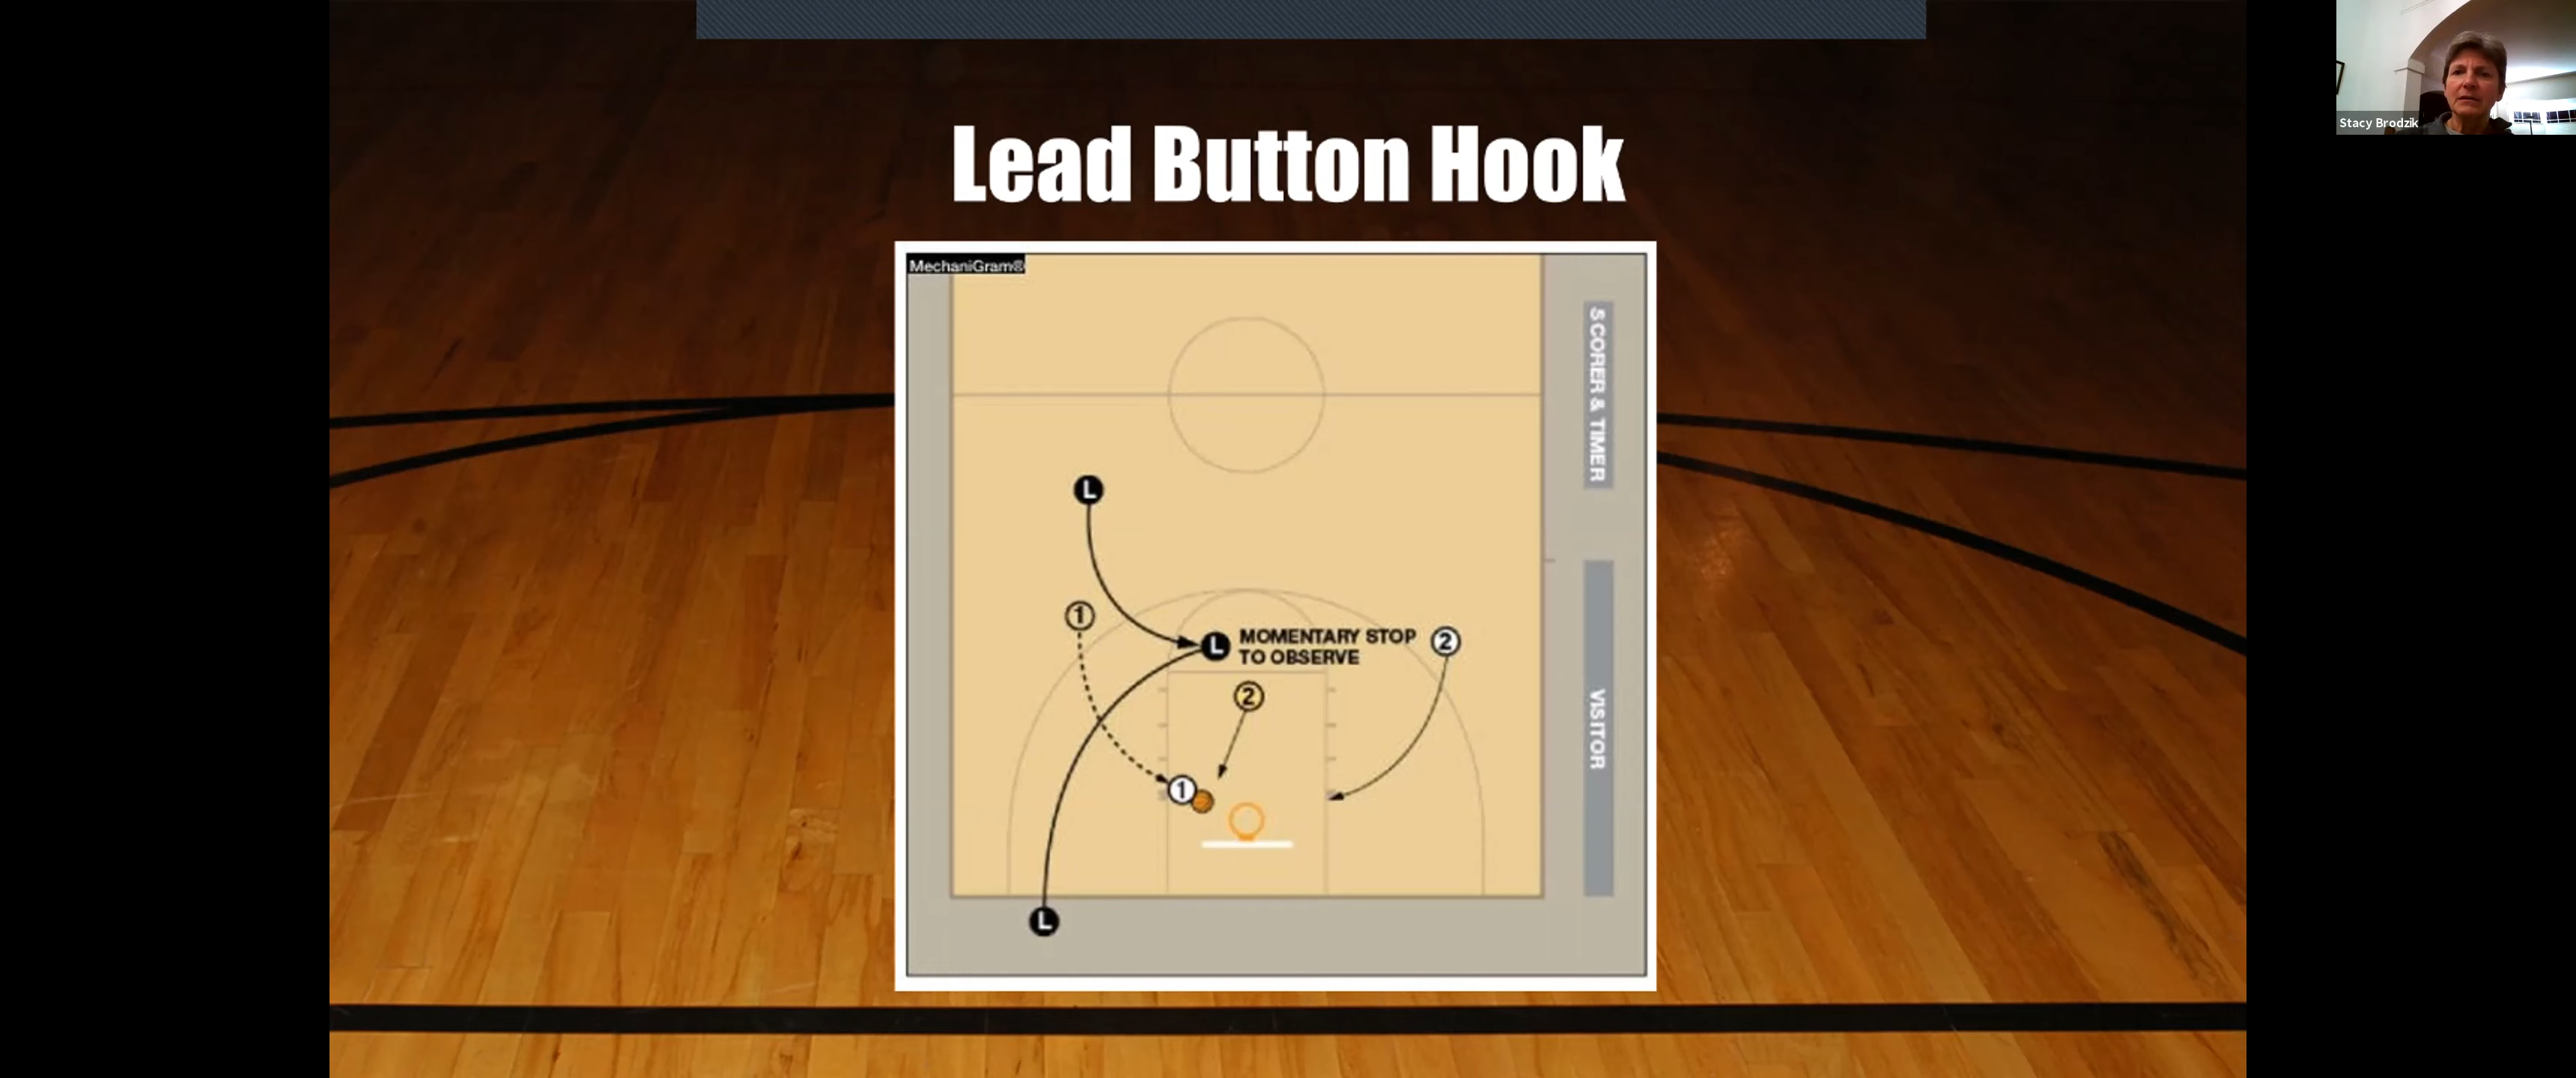 Lead Button Hook
MechaniGram®
SCORER & TIMER
L
1
L
MOMENTARY STOP
TO OBSERVE
2
2
VISITOR
1
L
Stacy Brodzik